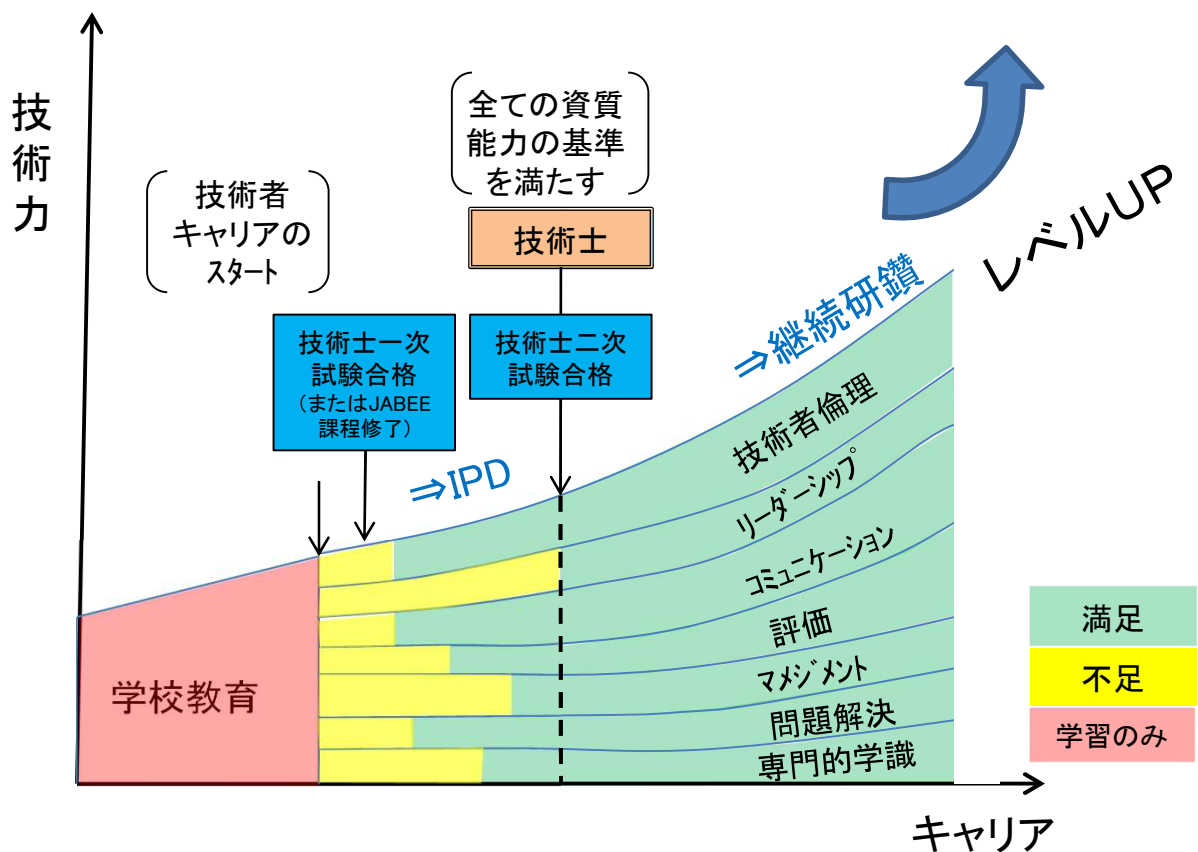 技術力
全ての資質
能力の基準
を満たす
技術者
キャリアの
スタート
技術士
技術士一次
試験合格
(またはJABEE
課程修了)
技術士二次
試験合格
レベルUP
⇒継続研鑽
⇒IPD
技術者倫理
リーダーシップ
コミュニケーション
評価
マメジメント
問題解決
専門的学識
学校教育
満足
不足
学習のみ
キャリア